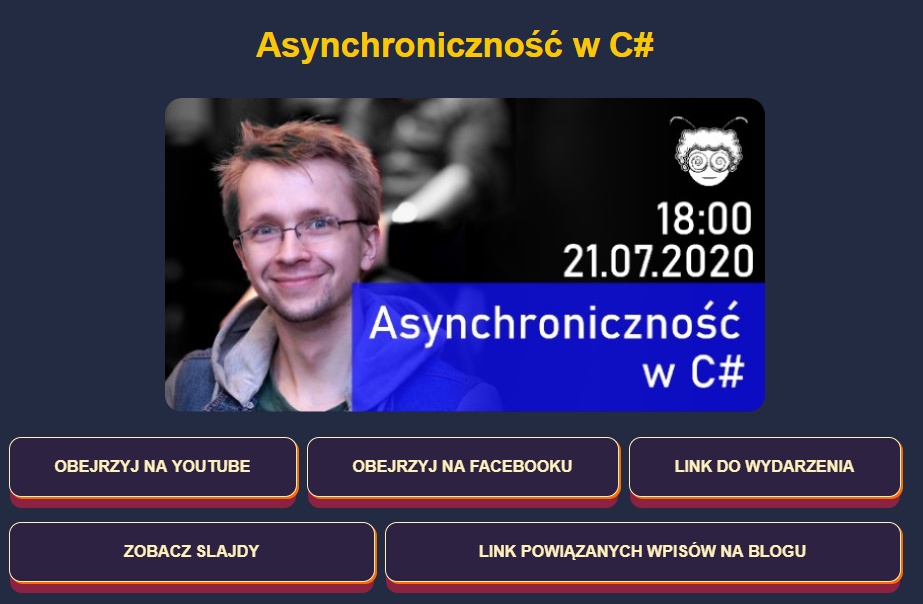 Asynchroniczność w C#
18:00
21.07.2020
Asynchroniczność
w C#
OBEJRZYJ NA YOUTUBE
OBEJRZYJ NA FACEBOOKU
LINK DO WYDARZENIA
ZOBACZ SLAJDY
LINK POWIĄZANYCH WPISÓW NA BLOGU